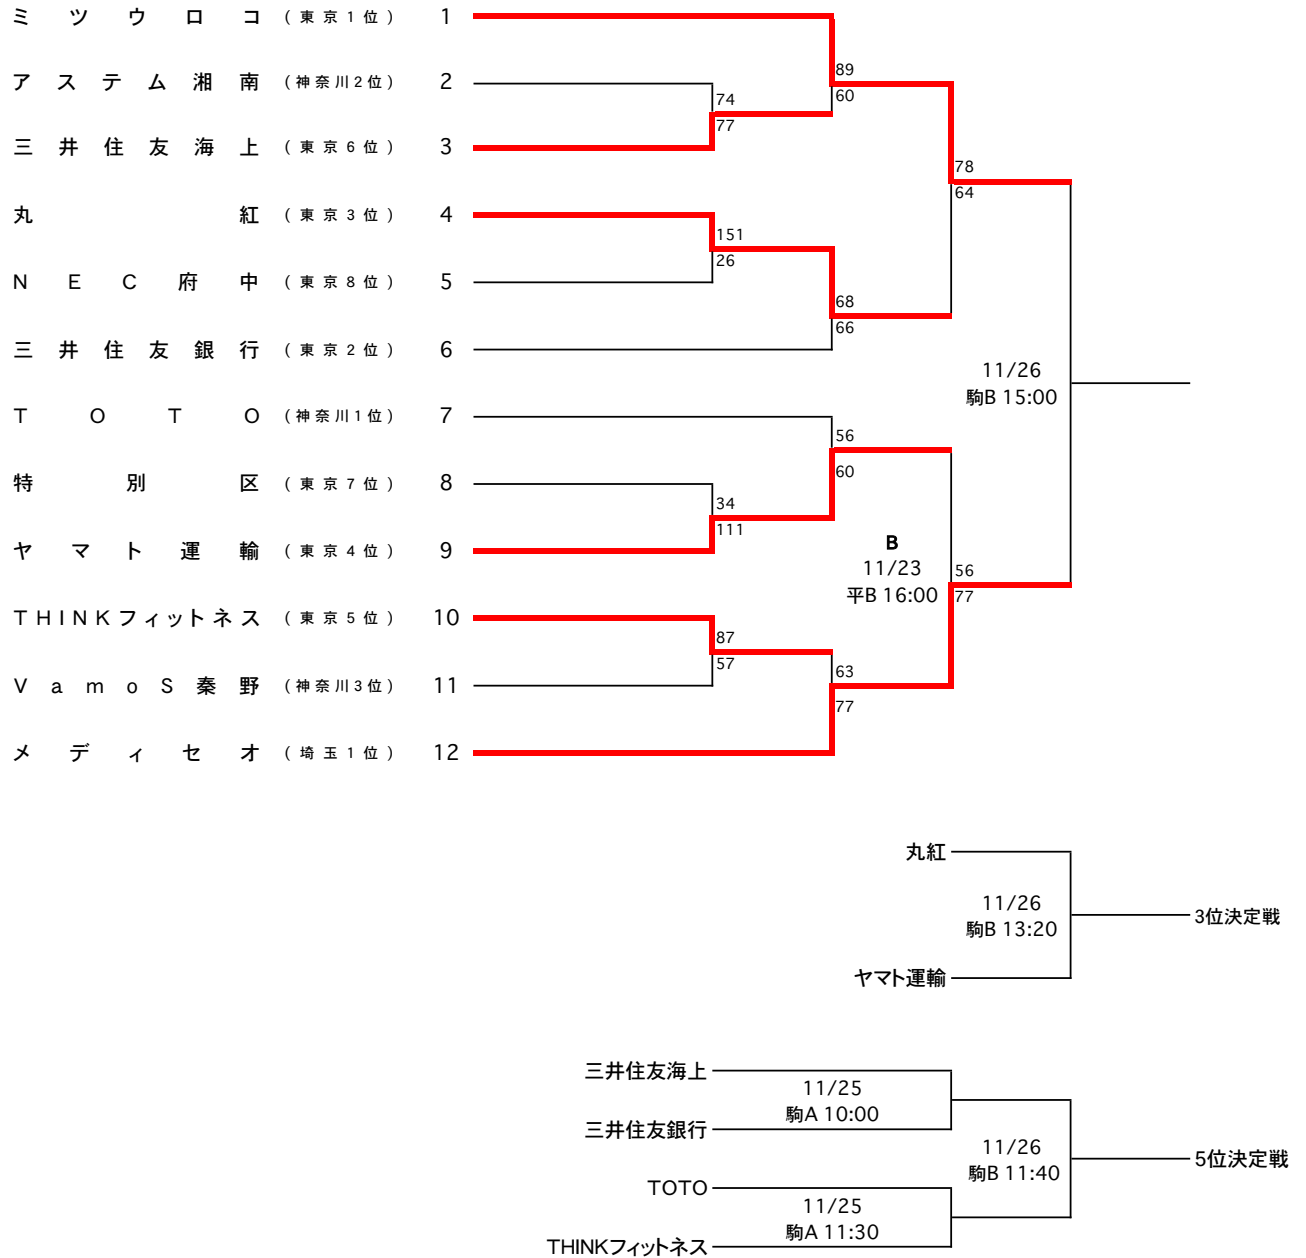 ミツウロコ (東京1位) 1
89
アステム湘南 (神奈川2位) 2
60
74
77
三井住友海上 (東京6位) 3
78
64
丸紅 (東京3位) 4
151
26
NEC府中 (東京8位) 5
68
66
三井住友銀行 (東京2位) 6
11/26
駒B 15:00
TOTO (神奈川1位) 7
56
60
特別区 (東京7位) 8
34
111
ヤマト運輸 (東京4位) 9
B
11/23
平B 16:00
56
77
THINKフィットネス (東京5位) 10
87
57
63
77
VamoS秦野 (神奈川3位) 11
メディセオ (埼玉1位) 12
丸紅
11/26
駒B 13:20
3位決定戦
ヤマト運輸
三井住友海上
11/25
駒A 10:00
三井住友銀行
11/26
駒B 11:40
5位決定戦
TOTO
11/25
駒A 11:30
THINKフィットネス